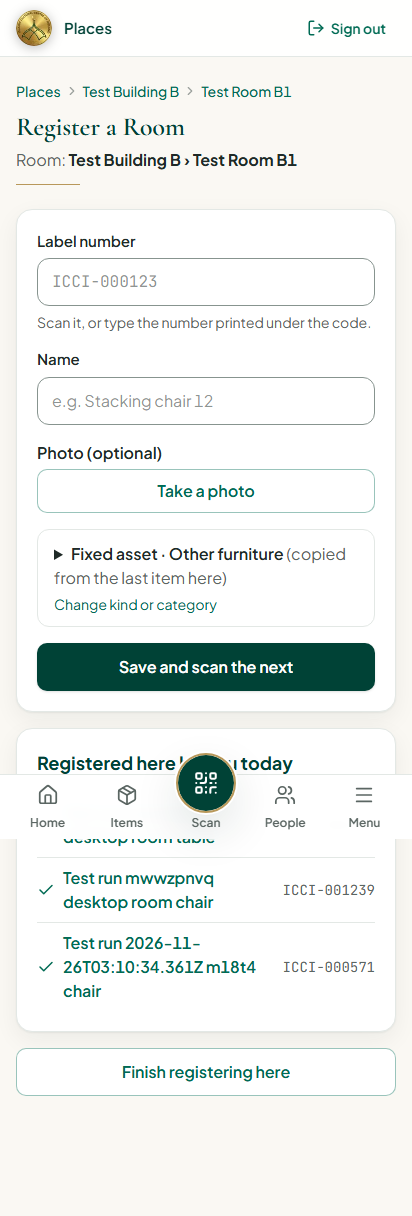 Places
Sign out
Places > Test Building B > Test Room B1
Register a Room
Room: Test Building B › Test Room B1
Label number
ICCI-000123
Scan it, or type the number printed under the code.
Name
e.g. Stacking chair 12
Photo (optional)
Take a photo
Fixed asset · Other furniture (copied
from the last item here)
Change kind or category
Save and scan the next
Registered here today
Home
Items
Scan
People
Menu
desktop room table
Test run mwwzpnvq
desktop room chair
ICCI-001239
Test run 2026-11-
26T03:10:34.361Z m18t4
chair
ICCI-000571
Finish registering here